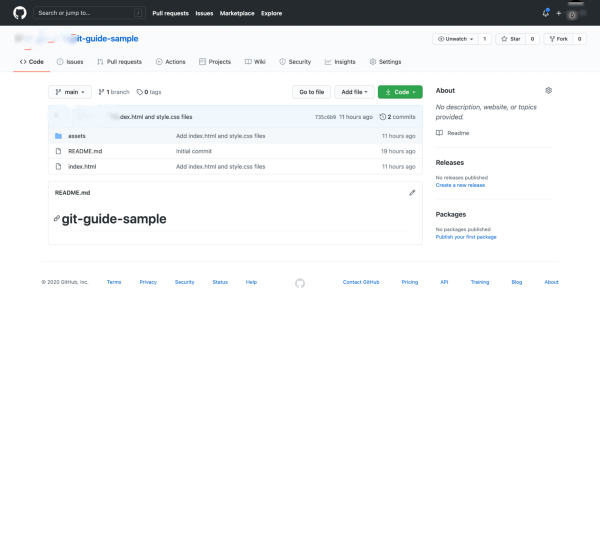 Search or jump to... / Pull requests Issues Marketplace Explore
git-guide-sample Unwatch 1 Star 0 Fork 0
Code Issues Pull requests Actions Projects Wiki Security Insights Settings
main 1 branch 0 tags Go to file Add file Code
dex.html and style.css files 735c6b9 11 hours ago 2 commits
assets Add index.html and style.css files 11 hours ago
README.md Initial commit 19 hours ago
index.html Add index.html and style.css files 11 hours ago
README.md
git-guide-sample
About
No description, website, or topics
provided.
Readme
Releases
No releases published
Create a new release
Packages
No packages published
Publish your first package
© 2020 GitHub, Inc. Terms Privacy Security Status Help Contact GitHub Pricing API Training Blog About